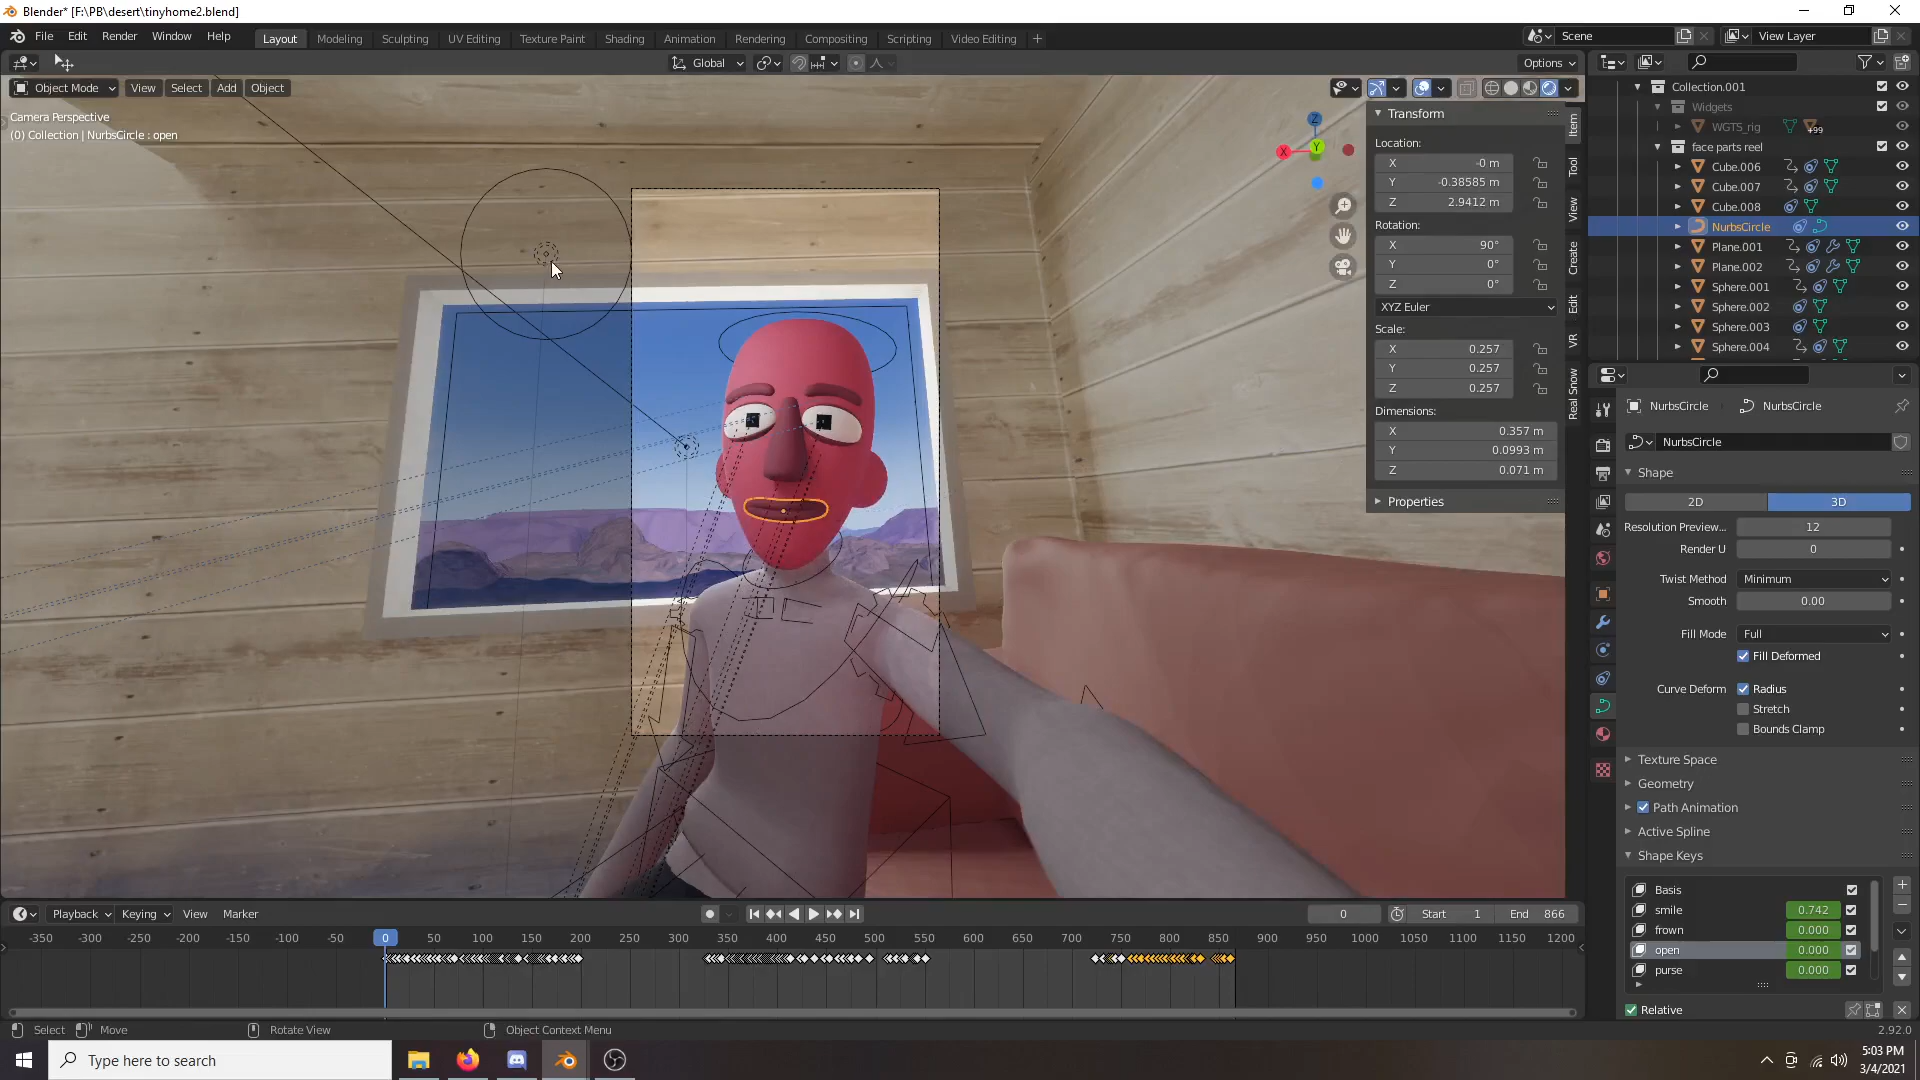 Blender* [F:\PB\desert\tinyhome2.blend]
File Edit Render Window Help Layout Modeling Sculpting UV Editing Texture Paint Shading Animation Rendering Compositing Scripting Video Editing + Scene View Layer
Global Options
Object Mode View Select Add Object
Camera Perspective
(0) Collection | NurbsCircle : open
Z
X
Y
Transform
Location:
X -0 m
Y -0.38585 m
Z 2.9412 m
Rotation:
X 90°
Y 0°
Z 0°
XYZ Euler
Scale:
X 0.257
Y 0.257
Z 0.257
Dimensions:
X 0.357 m
Y 0.0993 m
Z 0.071 m
Properties
Item
Tool
View
Create
Edit
VR
Real Snow
Collection.001
Widgets
WGTS_rig +99
face parts reel
Cube.006
Cube.007
Cube.008
NurbsCircle
Plane.001
Plane.002
Sphere.001
Sphere.002
Sphere.003
Sphere.004
NurbsCircle NurbsCircle
NurbsCircle
Shape
2D 3D
Resolution Preview... 12
Render U 0
Twist Method Minimum
Smooth 0.00
Fill Mode Full
Fill Deformed
Curve Deform Radius
Stretch
Bounds Clamp
Texture Space
Geometry
Path Animation
Active Spline
Shape Keys
Basis
smile 0.742
frown 0.000
open 0.000
purse 0.000
Relative
Playback Keying View Marker 0 Start 1 End 866
-350 -300 -250 -200 -150 -100 -50 0 50 100 150 200 250 300 350 400 450 500 550 600 650 700 750 800 850 900 950 1000 1050 1100 1150 1200
Select Move Rotate View Object Context Menu 2.92.0
Type here to search
5:03 PM
3/4/2021